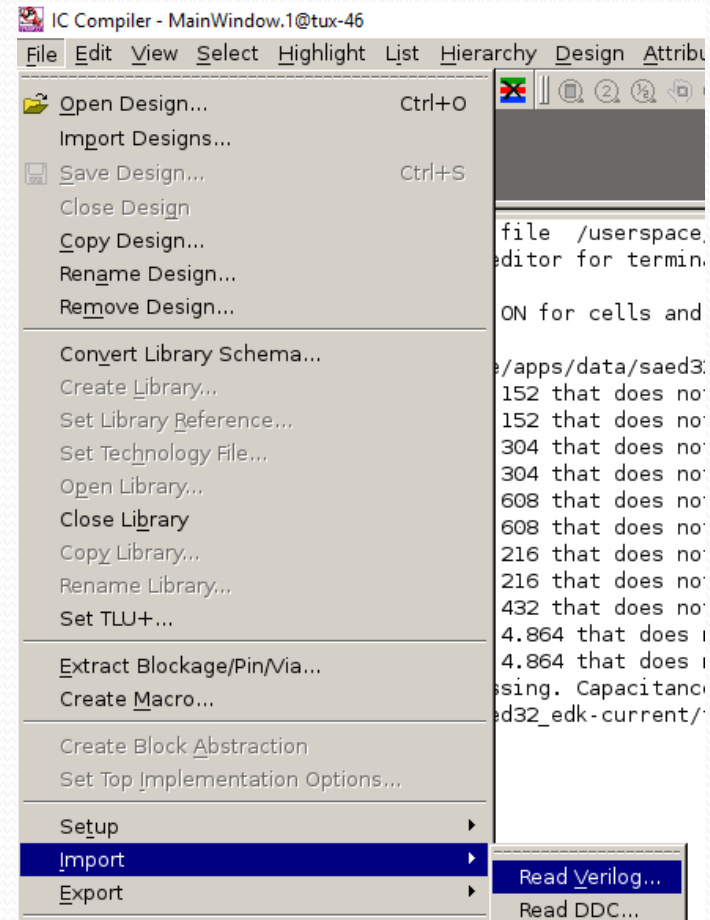 IC Compiler - MainWindow.1@tux-46
File Edit View Select Highlight List Hierarchy Design Attribu
Open Design... Ctrl+O
Import Designs...
Save Design... Ctrl+S
Close Design
Copy Design...
Rename Design...
Remove Design...
Convert Library Schema...
Create Library...
Set Library Reference...
Set Technology File...
Open Library...
Close Library
Copy Library...
Rename Library...
Set TLU+...
Extract Blockage/Pin/Via...
Create Macro...
Create Block Abstraction
Set Top Implementation Options...
Setup
Import
Export
Read Verilog...
Read DDC...
2 ½
file /userspace
editor for termin
ON for cells and
/apps/data/saed3
152 that does no
152 that does no
304 that does no
304 that does no
608 that does no
608 that does no
216 that does no
216 that does no
432 that does no
4.864 that does
4.864 that does
ssing. Capacitanc
ed32_edk-current/